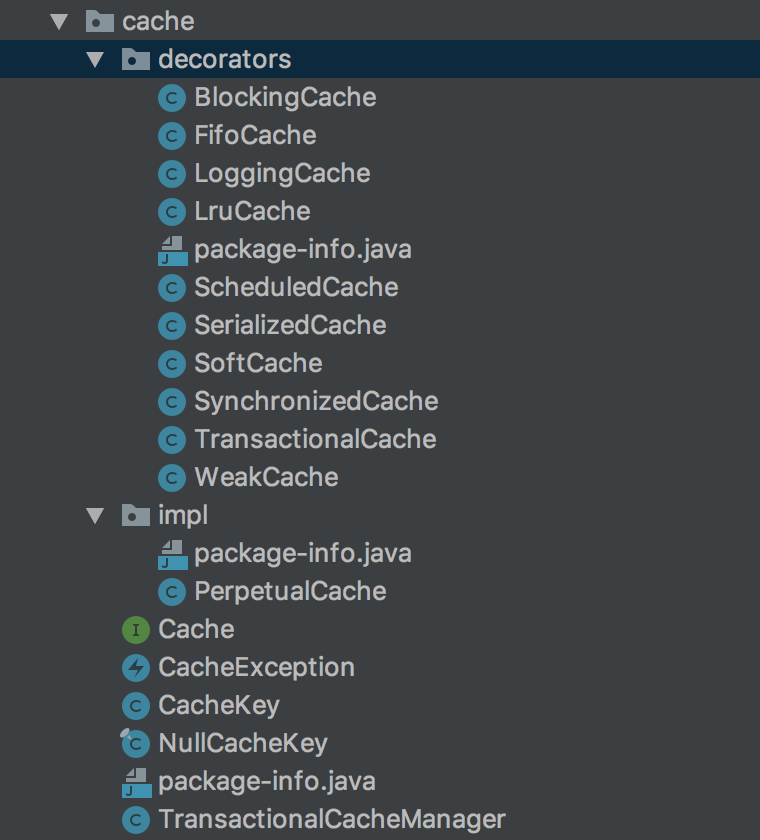 cache
decorators
BlockingCache
FifoCache
LoggingCache
LruCache
package-info.java
ScheduledCache
SerializedCache
SoftCache
SynchronizedCache
TransactionalCache
WeakCache
impl
package-info.java
PerpetualCache
Cache
CacheException
CacheKey
NullCacheKey
package-info.java
TransactionalCacheManager